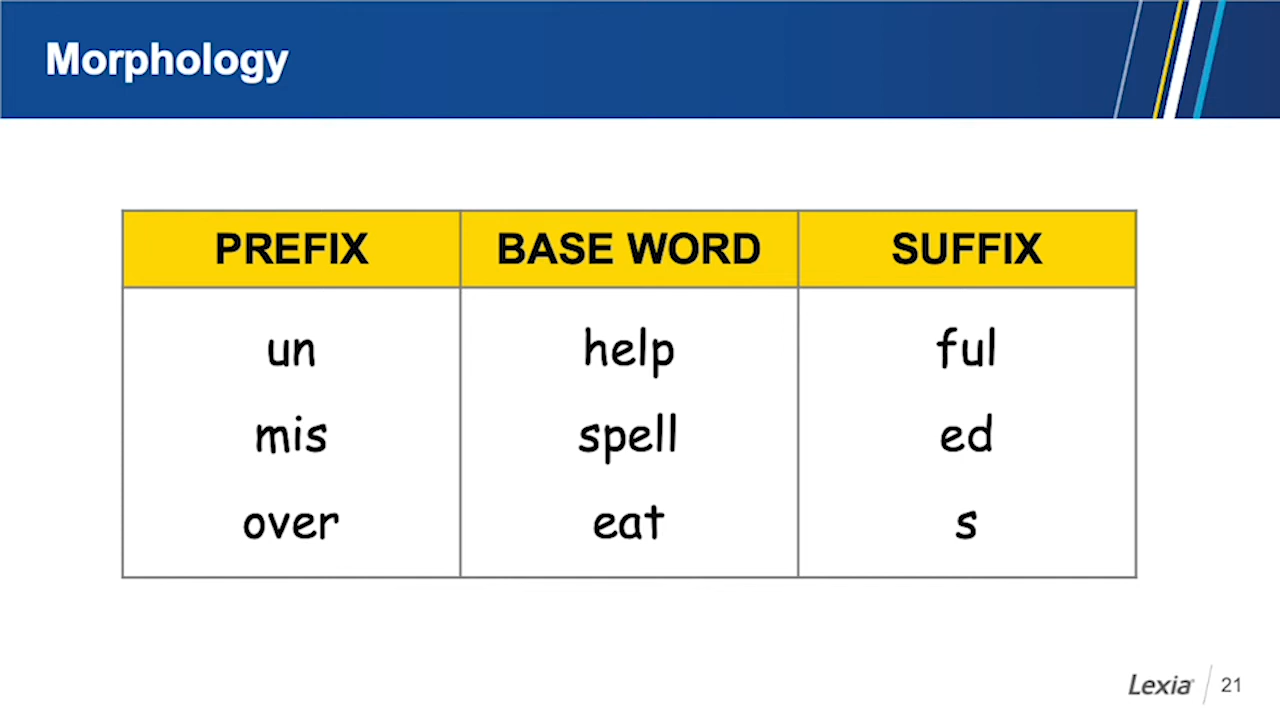 Morphology
PREFIX BASE WORD SUFFIX
un help ful
mis spell ed
over eat s
Lexia 21